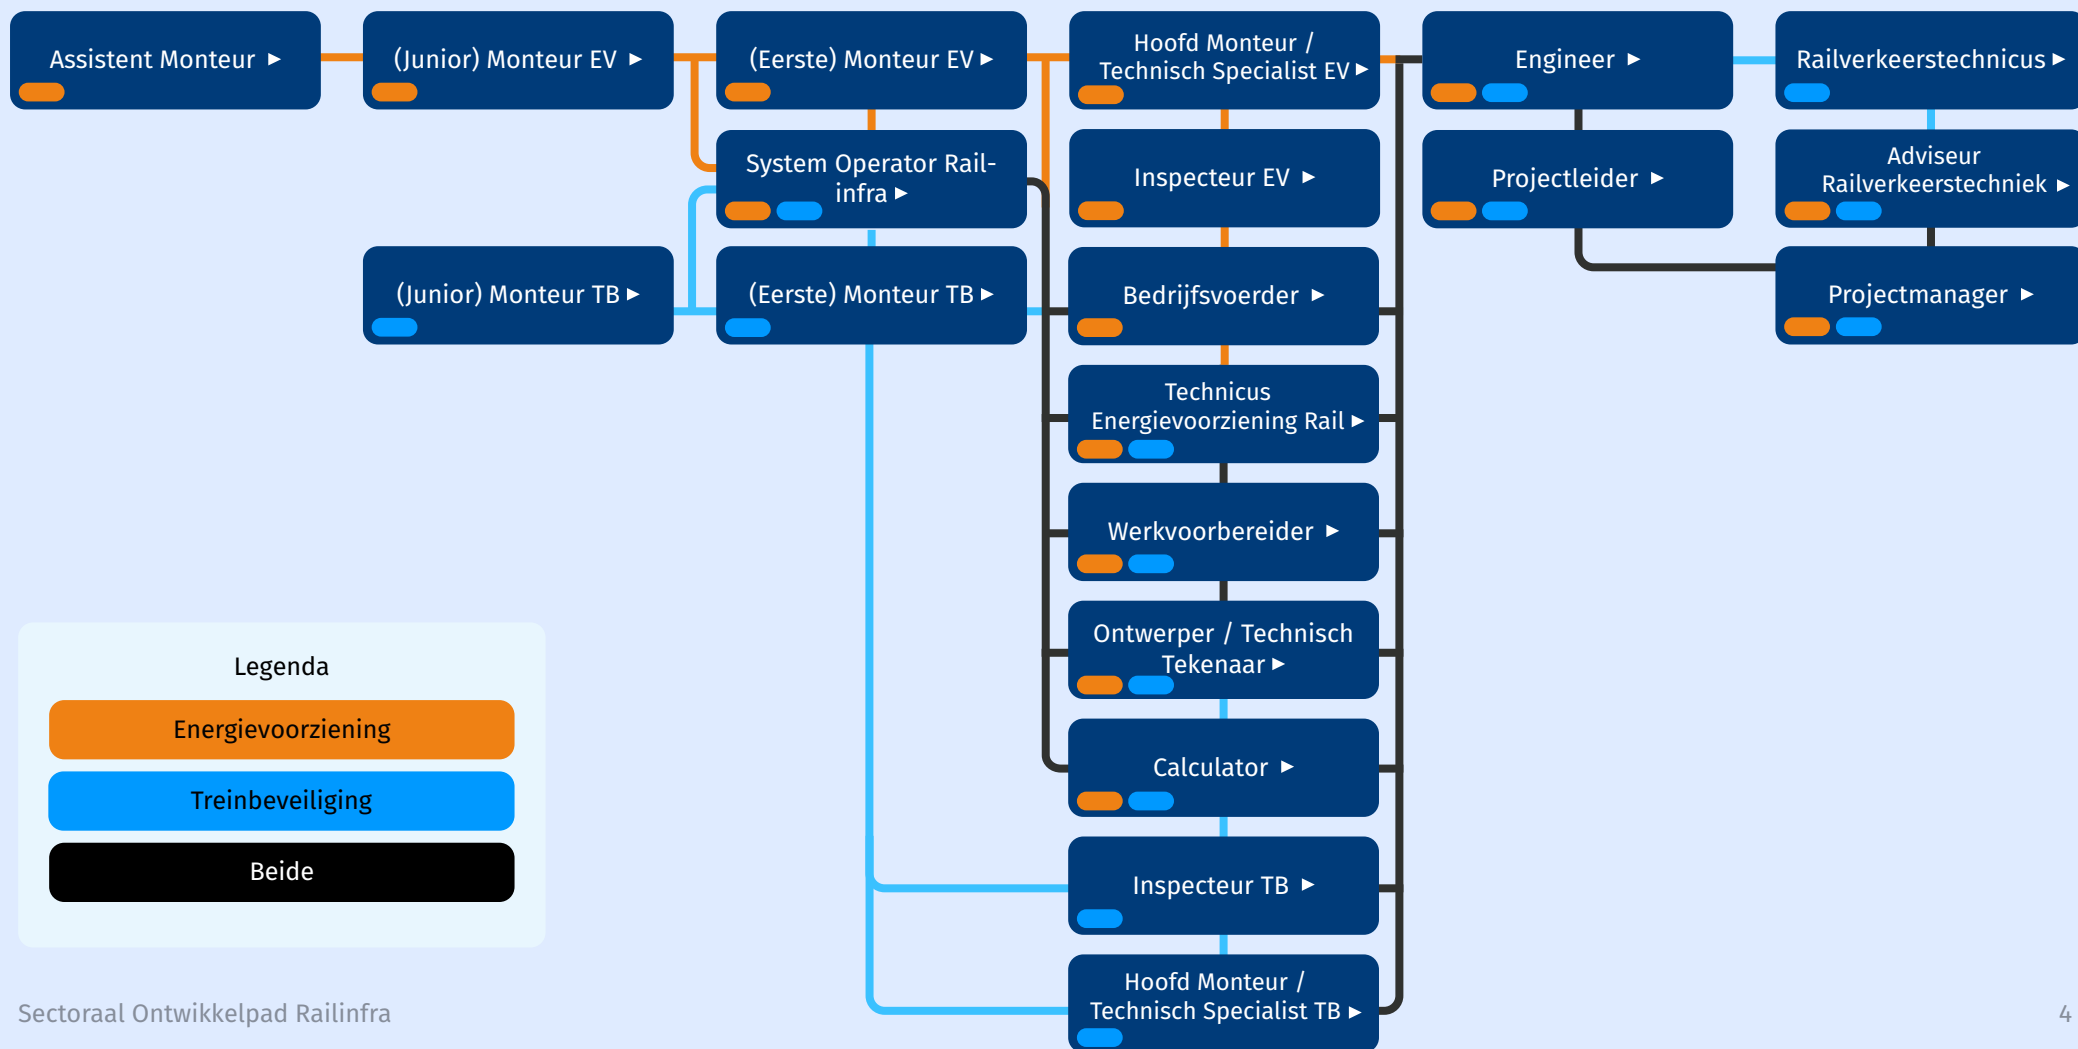 Assistent Monteur ►
(Junior) Monteur EV ►
(Eerste) Monteur EV ►
Hoofd Monteur /
Technisch Specialist EV ►
Engineer ►
Railverkeerstechnicus ►
System Operator Rail-
infra ►
Inspecteur EV ►
Projectleider ►
Adviseur
Railverkeerstechniek ►
(Junior) Monteur TB ►
(Eerste) Monteur TB ►
Bedrijfsvoerder ►
Projectmanager ►
Technicus
Energievoorziening Rail ►
Werkvoorbereider ►
Ontwerper / Technisch
Tekenaar ►
Calculator ►
Inspecteur TB ►
Hoofd Monteur /
Technisch Specialist TB ►
Legenda
Energievoorziening
Treinbeveiliging
Beide
Sectoraal Ontwikkelpad Railinfra
4